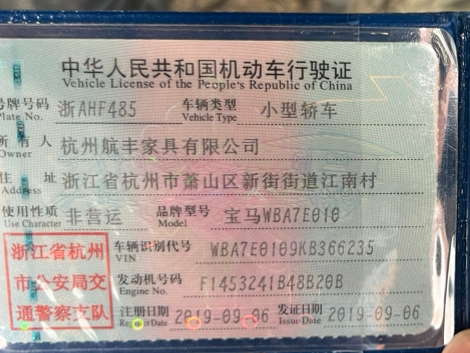 中华人民共和国机动车行驶证
Vehicle License of the People's Republic of China
号牌号码 浙AHF485 车辆类型 小型轿车
Plate No. Vehicle Type
所有人 杭州航丰家具有限公司
Owner
住 址 浙江省杭州市萧山区新街街道江南村
Address
使用性质 非营运 品牌型号 宝马WBA7E010
Use Character Model
浙江省杭州
市公安局交
通警察支队
车辆识别代号 WBA7E0109KB366235
VIN
发动机号码 F1453241B48B20B
Engine No.
注册日期 2019-09-06 发证日期 2019-09-06
Register Date Issue Date